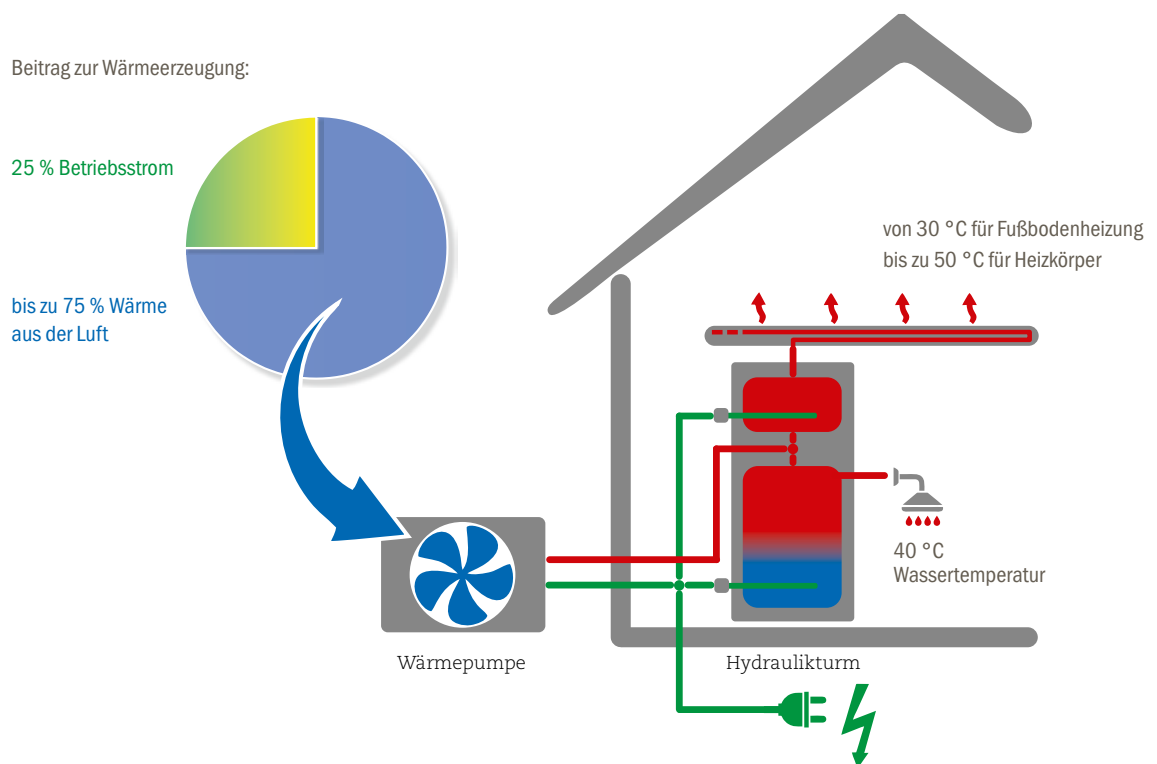 Beitrag zur Wärmeerzeugung:
25 % Betriebsstrom
bis zu 75 % Wärme
aus der Luft
von 30 °C für Fußbodenheizung
bis zu 50 °C für Heizkörper
40 °C
Wassertemperatur
Wärmepumpe
Hydraulikturm